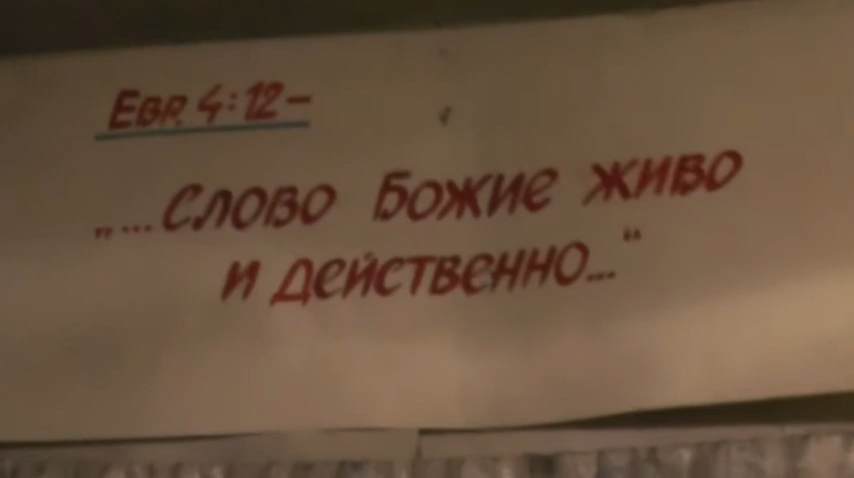 Евр. 4:12–
„...Слово Божие живо
и действенно..."